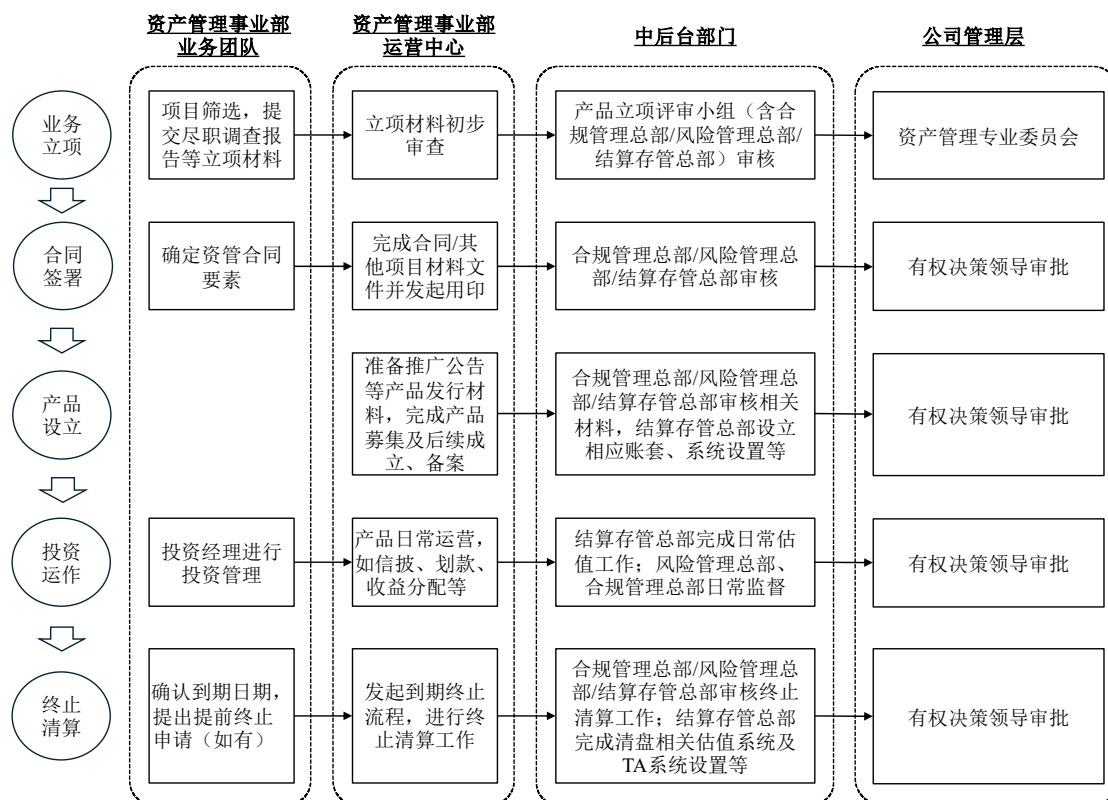 资产管理事业部
业务团队
资产管理事业部
运营中心
中后台部门
公司管理层
业务
立项
项目筛选，提
交尽职调查报
告等立项材料
立项材料初步
审查
产品立项评审小组（含合
规管理总部/风险管理总部/
结算存管总部）审核
资产管理专业委员会
合同
签署
确定资管合同
要素
完成合同/其
他项目材料文
件并发起用印
合规管理总部/风险管理总
部/结算存管总部审核
有权决策领导审批
产品
设立
准备推广公告
等产品发行材
料，完成产品
募集及后续成
立、备案
合规管理总部/风险管理总
部/结算存管总部审核相关
材料，结算存管总部设立
相应账套、系统设置等
有权决策领导审批
投资
运作
投资经理进行
投资管理
产品日常运营，
如信披、划款、
收益分配等
结算存管总部完成日常估
值工作；风险管理总部、
合规管理总部日常监督
有权决策领导审批
终止
清算
确认到期日期，
提出提前终止
申请（如有）
发起到期终止
流程，进行终
止清算工作
合规管理总部/风险管理总
部/结算存管总部审核终止
清算工作；结算存管总部
完成清盘相关估值系统及
TA系统设置等
有权决策领导审批